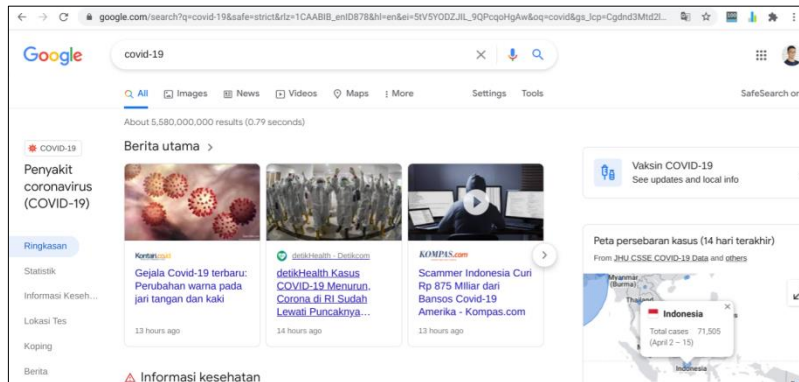 google.com/search?q=covid-19&safe=strict&rlz=1CAABIB_enID878&hl=en&ei=5tV5YODZJIL_9QPcqoHgAw&oq=covid&gs_lcp=Cgdnd3Mtd2l...
Google
covid-19
All Images News Videos Maps More Settings Tools SafeSearch on
About 5,580,000,000 results (0.79 seconds)
COVID-19
Penyakit
coronavirus
(COVID-19)
Ringkasan
Statistik
Informasi Keseh...
Lokasi Tes
Koping
Berita
Berita utama
Kontan.co.id
Gejala Covid-19 terbaru:
Perubahan warna pada
jari tangan dan kaki
13 hours ago
detikHealth - Detikcom
detikHealth Kasus
COVID-19 Menurun,
Corona di RI Sudah
Lewati Puncaknya...
14 hours ago
KOMPAS.com
Scammer Indonesia Curi
Rp 875 MIliar dari
Bansos Covid-19
Amerika - Kompas.com
13 hours ago
Informasi kesehatan
Vaksin COVID-19
See updates and local info
Peta persebaran kasus (14 hari terakhir)
From JHU CSSE COVID-19 Data and others
Myanmar
(Burma)
Thailand
Indonesia
Total cases 71,505
(April 2 – 15)
Indonesia